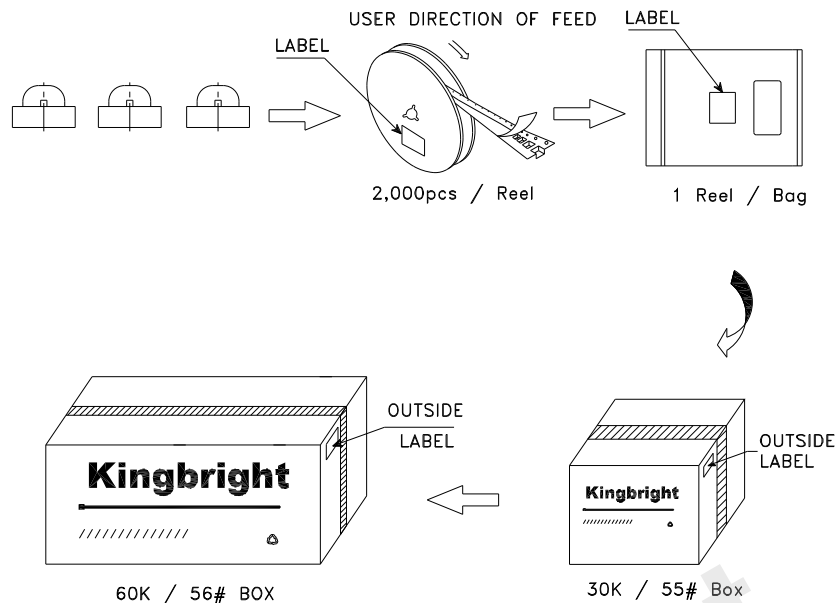 USER DIRECTION OF FEED
LABEL
LABEL
2,000pcs / Reel
1 Reel / Bag
OUTSIDE
LABEL
Kingbright
60K / 56# BOX
OUTSIDE
LABEL
Kingbright
30K / 55# Box